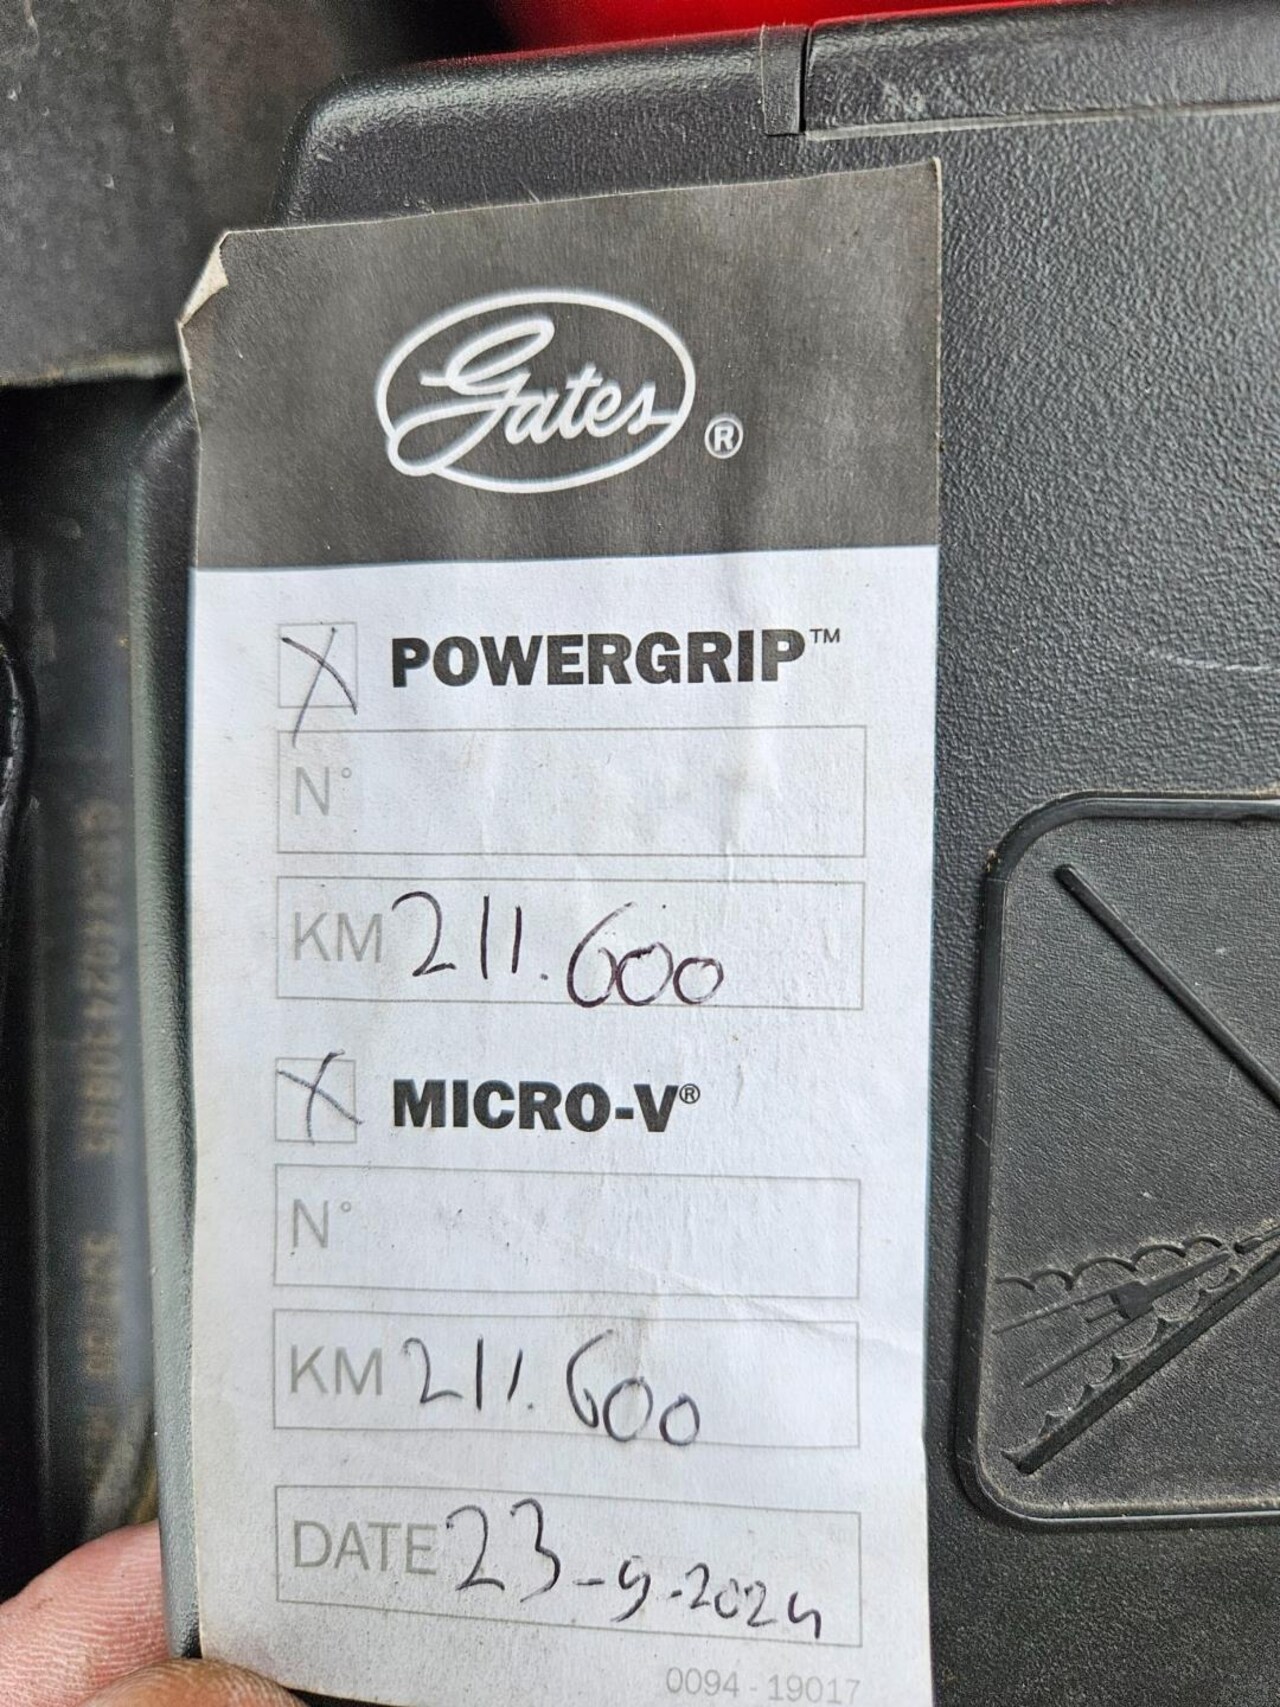 Gates ®
X POWERGRIP™
N°
KM 211.600
X MICRO-V®
N°
KM 211.600
DATE 23-9-2024
0094 - 19017